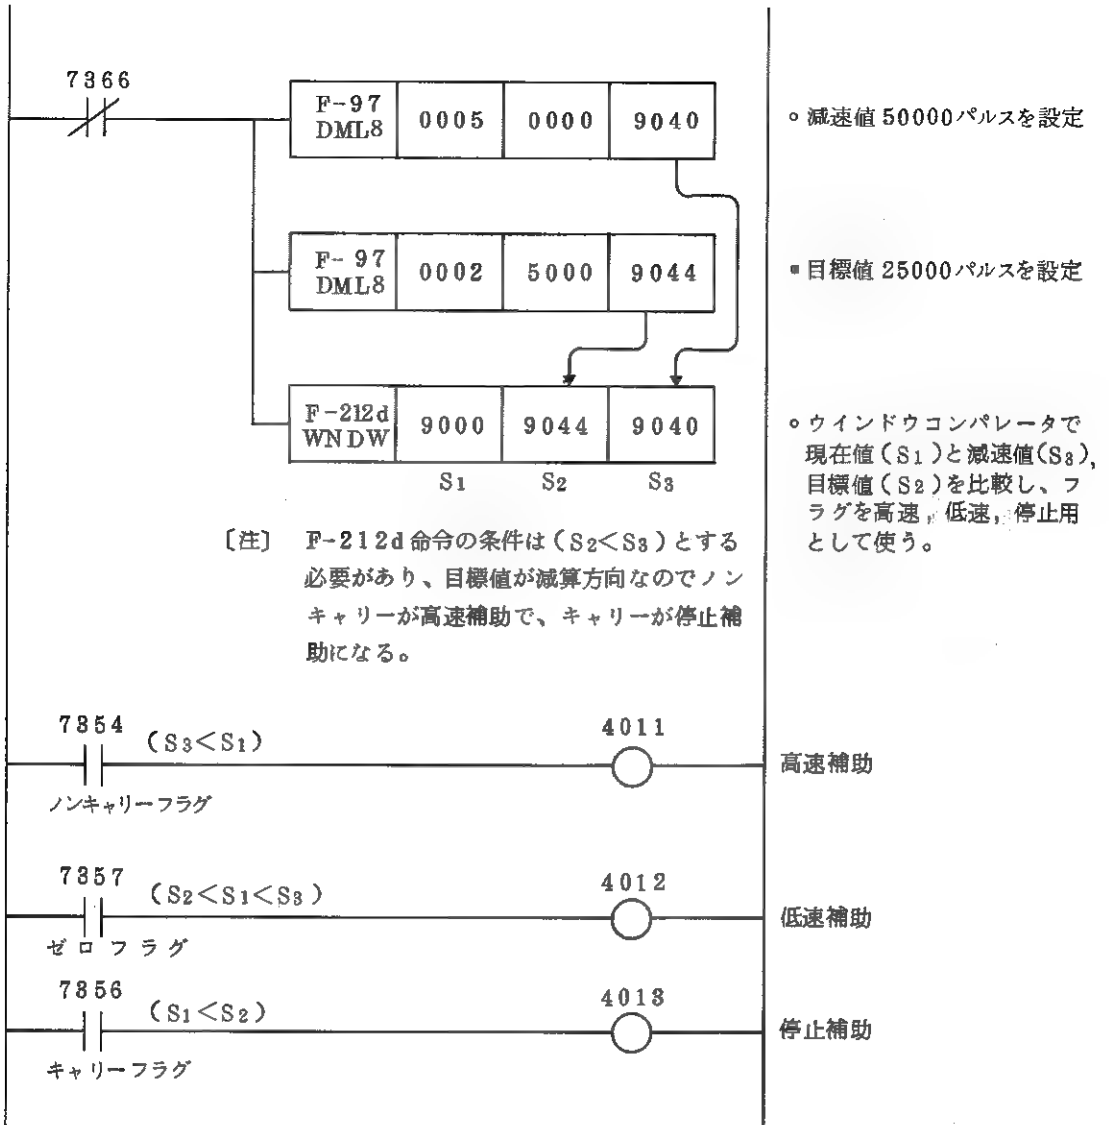 7366
F-97 DML8 0005 0000 9040
○ 減速値50000パルスを設定
F-97 DML8 0002 5000 9044
■ 目標値25000パルスを設定
F-212d WNDW 9000 9044 9040
S1 S2 S3
○ ウインドウコンパレータで
現在値(S1)と減速値(S3),
目標値(S2)を比較し、フ
ラグを高速,低速,停止用
として使う。
〔注〕 F-212d命令の条件は(S2<S3)とする
必要があり、目標値が減算方向なのでノン
キャリーが高速補助で、キャリーが停止補
助になる。
7354 (S3<S1) 4011
高速補助
ノンキャリーフラグ
7357 (S2<S1<S3) 4012
低速補助
ゼロフラグ
7356 (S1<S2) 4013
停止補助
キャリーフラグ